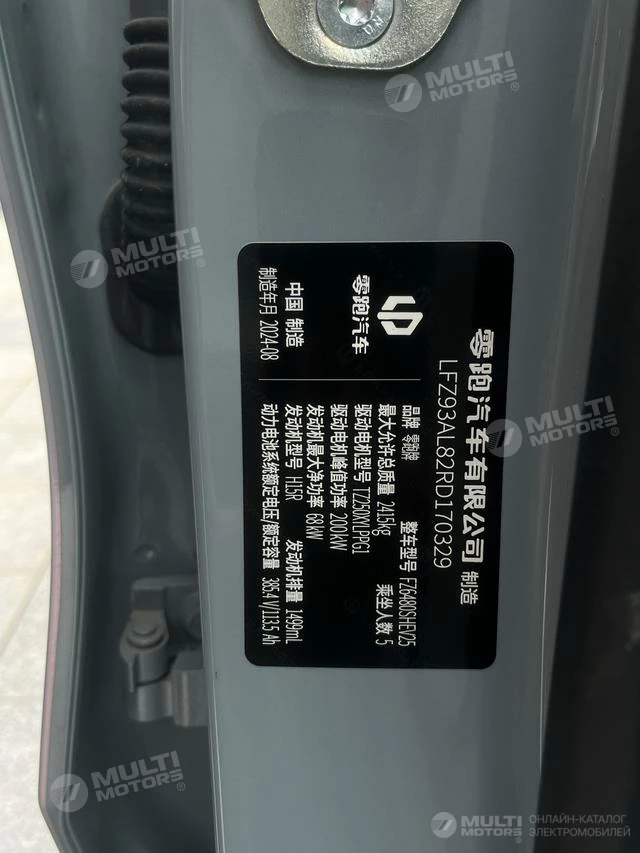 零跑汽车有限公司 制造
LFZ93AL82RD170329
零跑汽车
中国 制造
制造年月 2024-08
品牌 零跑牌 整车型号 FZ6480SHEV25
最大允许总质量 2415kg 乘坐人数 5
驱动电机型号 TZ250XYLPPG1
驱动电机峰值功率 200kW
发动机最大净功率 68kW
发动机型号 H15R 发动机排量 1499mL
动力电池系统额定电压/额定容量 385.4 V/113.5 Ah
MULTI MOTORS®
MULTI MOTORS®
MULTI MOTORS®
MULTI MOTORS®
MULTI MOTORS®
ОНЛАЙН-КАТАЛОГ
ЭЛЕКТРОМОБИЛЕЙ